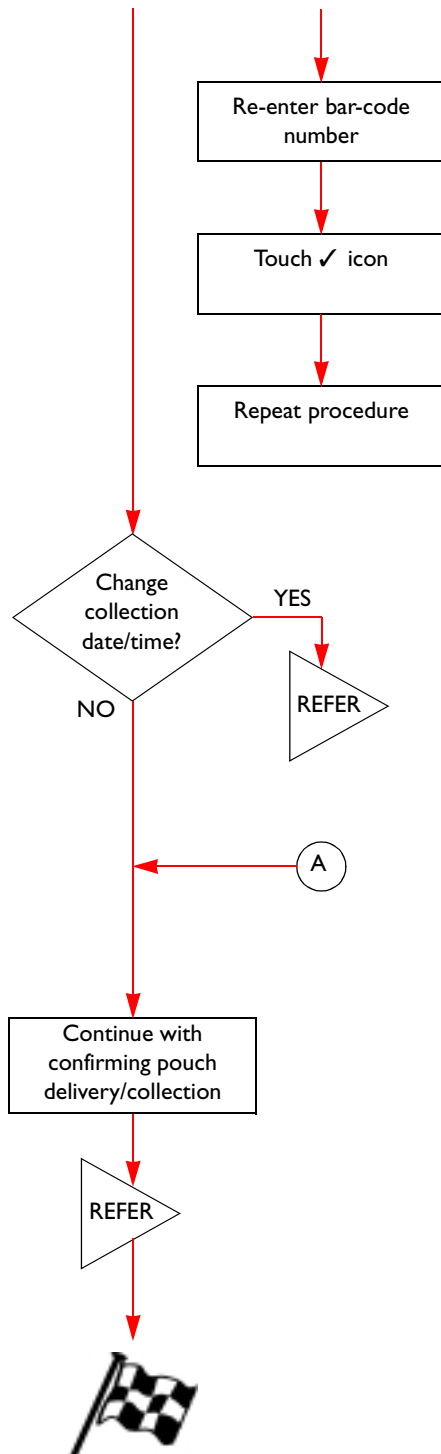 Re-enter bar-code
number
Touch ✓ icon
Repeat procedure
Change
collection
date/time?
YES
REFER
NO
A
Continue with
confirming pouch
delivery/collection
REFER